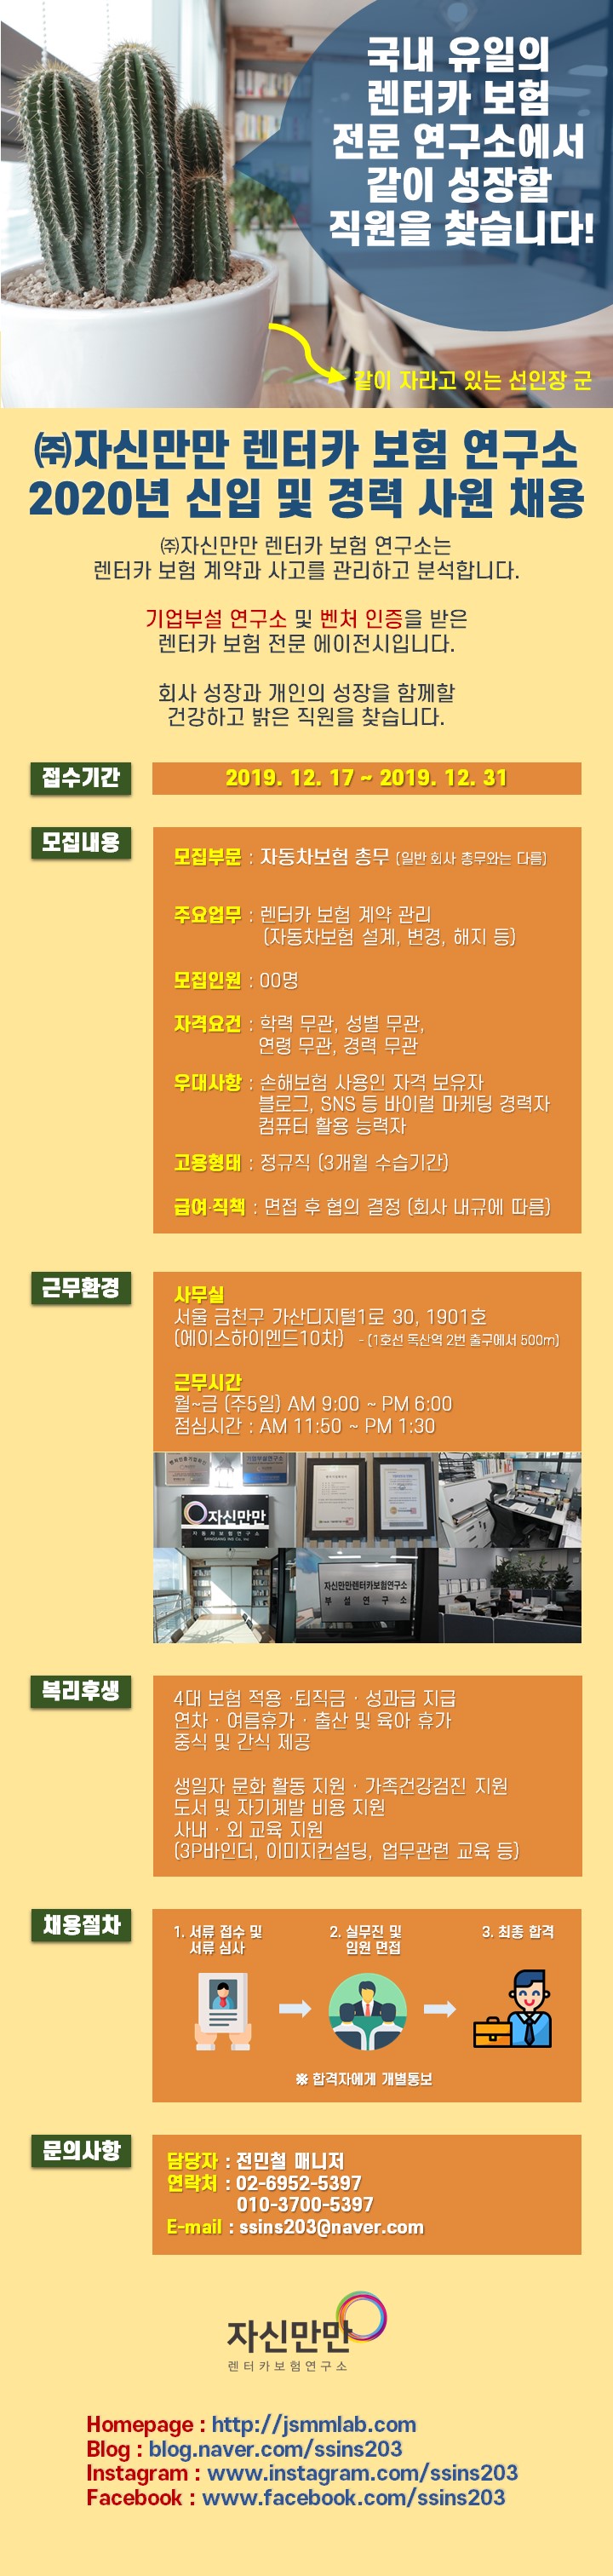 국내 유일의
렌터카 보험
전문 연구소에서
같이 성장할
직원을 찾습니다!
같이 자라고 있는 선인장 군
㈜자신만만 렌터카 보험 연구소
2020년 신입 및 경력 사원 채용
㈜자신만만 렌터카 보험 연구소는
렌터카 보험 계약과 사고를 관리하고 분석합니다.
기업부설 연구소 및 벤처 인증을 받은
렌터카 보험 전문 에이전시입니다.
회사 성장과 개인의 성장을 함께할
건강하고 밝은 직원을 찾습니다.
접수기간
2019. 12. 17 ~ 2019. 12. 31
모집내용
모집부문 : 자동차보험 총무 (일반 회사 총무와는 다름)
주요업무 : 렌터카 보험 계약 관리
(자동차보험 설계, 변경, 해지 등)
모집인원 : 00명
자격요건 : 학력 무관, 성별 무관,
연령 무관, 경력 무관
우대사항 : 손해보험 사용인 자격 보유자
블로그, SNS 등 바이럴 마케팅 경력자
컴퓨터 활용 능력자
고용형태 : 정규직 (3개월 수습기간)
급여·직책 : 면접 후 협의 결정 (회사 내규에 따름)
근무환경
사무실
서울 금천구 가산디지털1로 30, 1901호
(에이스하이엔드10차) - (1호선 독산역 2번 출구에서 500m)
근무시간
월~금 (주5일) AM 9:00 ~ PM 6:00
점심시간 : AM 11:50 ~ PM 1:30
기업부설연구소
자신만만
자동차보험연구소
자신만만렌터카보험연구소
부설연구소
복리후생
4대 보험 적용 ·퇴직금 · 성과급 지급
연차 · 여름휴가 · 출산 및 육아 휴가
중식 및 간식 제공
생일자 문화 활동 지원 · 가족건강검진 지원
도서 및 자기계발 비용 지원
사내 · 외 교육 지원
(3P바인더, 이미지컨설팅, 업무관련 교육 등)
채용절차
1. 서류 접수 및
서류 심사
2. 실무진 및
임원 면접
3. 최종 합격
※ 합격자에게 개별통보
문의사항
담당자 : 전민철 매니저
연락처 : 02-6952-5397
010-3700-5397
E-mail : ssins203@naver.com
자신만만
렌터카보험연구소
Homepage : http://jsmmlab.com
Blog : blog.naver.com/ssins203
Instagram : www.instagram.com/ssins203
Facebook : www.facebook.com/ssins203